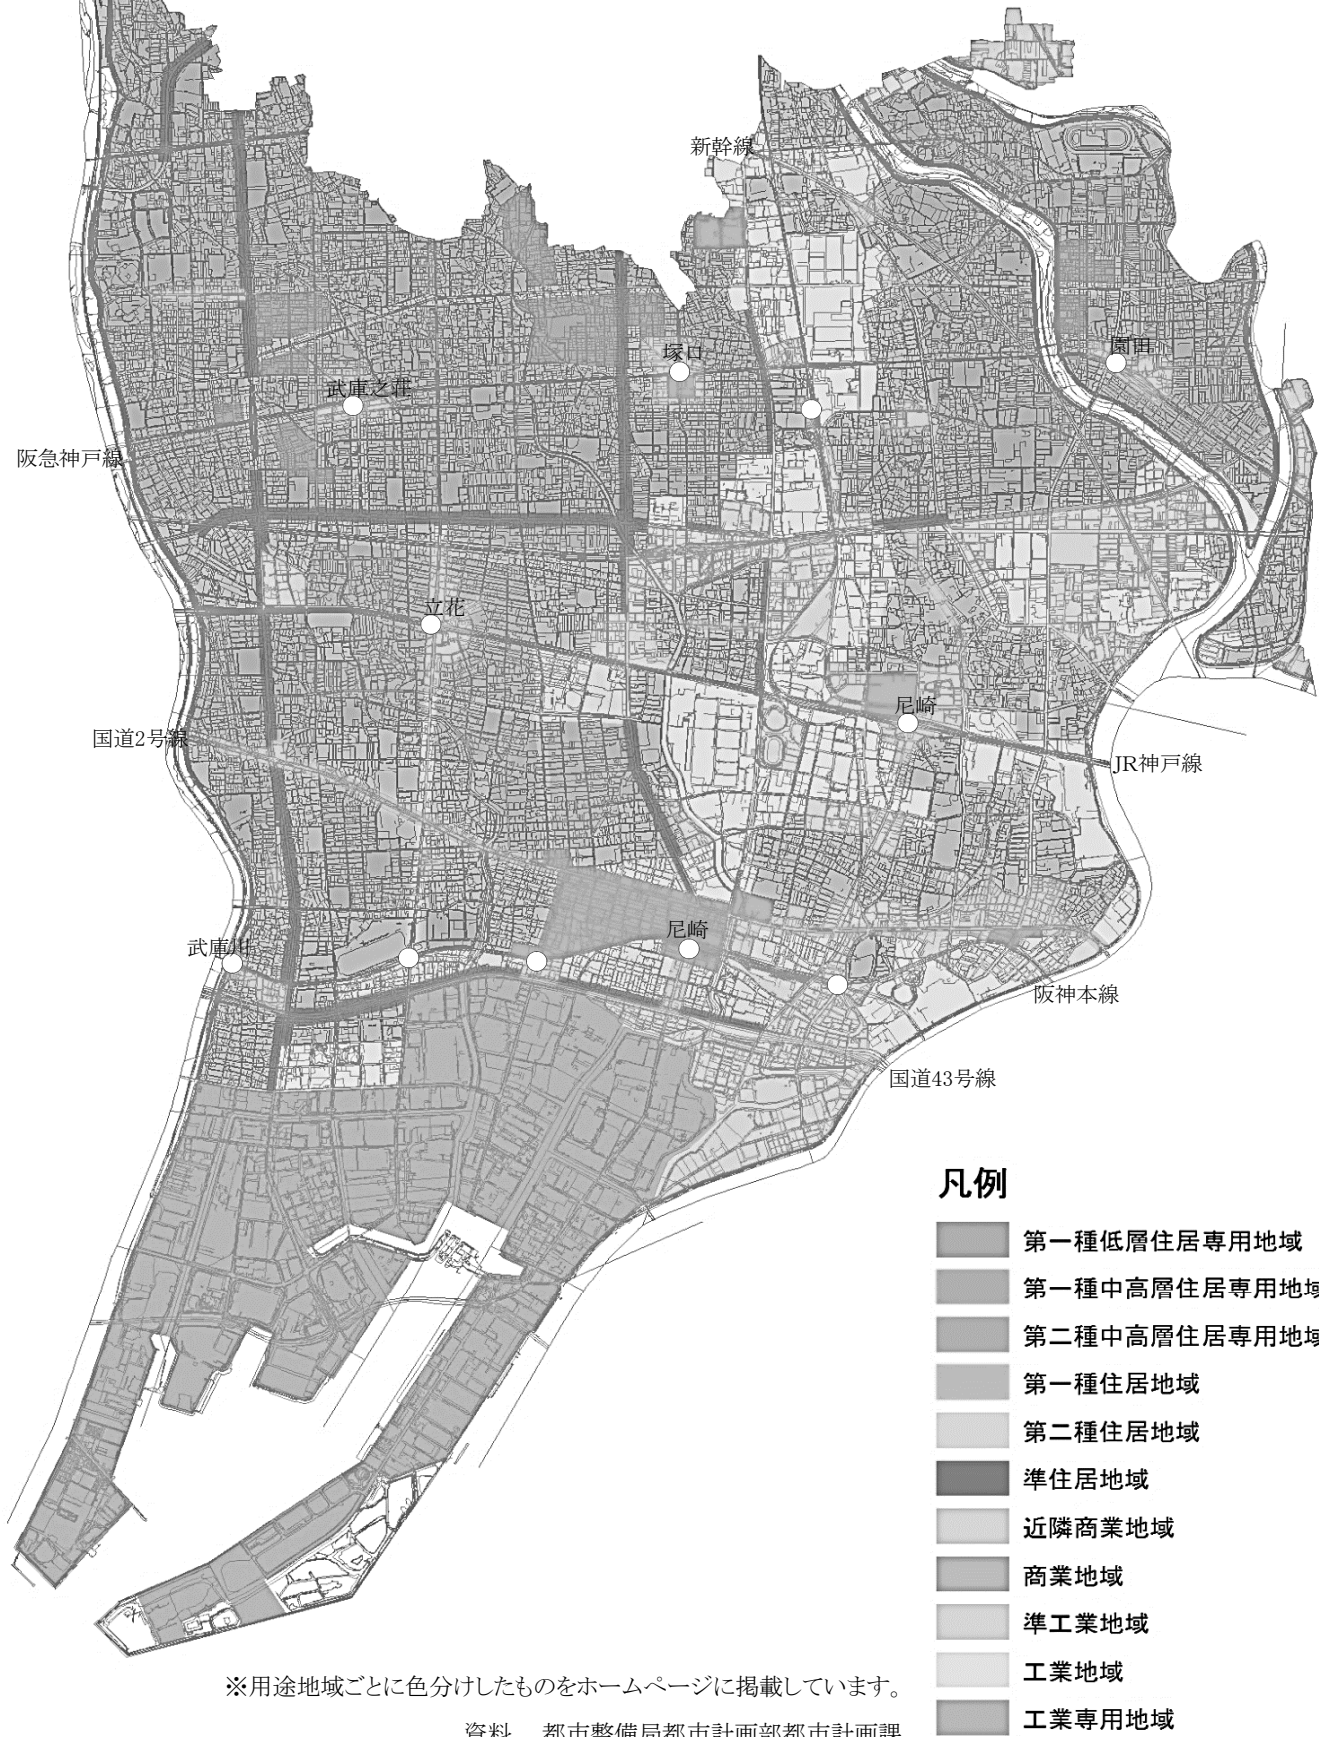 新幹線
塚口
園田
武庫之荘
阪急神戸線
立花
尼崎
国道2号線
JR神戸線
武庫川
尼崎
阪神本線
国道43号線
凡例
第一種低層住居専用地域
第一種中高層住居専用地域
第二種中高層住居専用地域
第一種住居地域
第二種住居地域
準住居地域
近隣商業地域
商業地域
準工業地域
工業地域
工業専用地域
※用途地域ごとに色分けしたものをホームページに掲載しています。
資料　都市整備局都市計画部都市計画課